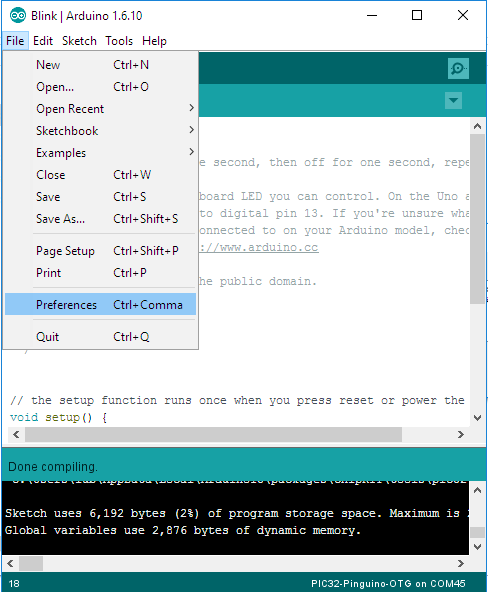 Blink | Arduino 1.6.10
File Edit Sketch Tools Help
New Ctrl+N
Open... Ctrl+O
Open Recent
Sketchbook
Examples
Close Ctrl+W
Save Ctrl+S
Save As... Ctrl+Shift+S
Page Setup Ctrl+Shift+P
Print Ctrl+P
Preferences Ctrl+Comma
Quit Ctrl+Q
e second, then off for one second, repe
board LED you can control. On the Uno a
to digital pin 13. If you're unsure wha
onnected to on your Arduino model, chec
://www.arduino.cc
he public domain.
// the setup function runs once when you press reset or power the
void setup() {
Done compiling.
Sketch uses 6,192 bytes (2%) of program storage space. Maximum is
Global variables use 2,876 bytes of dynamic memory.
18 PIC32-Pinguino-OTG on COM45